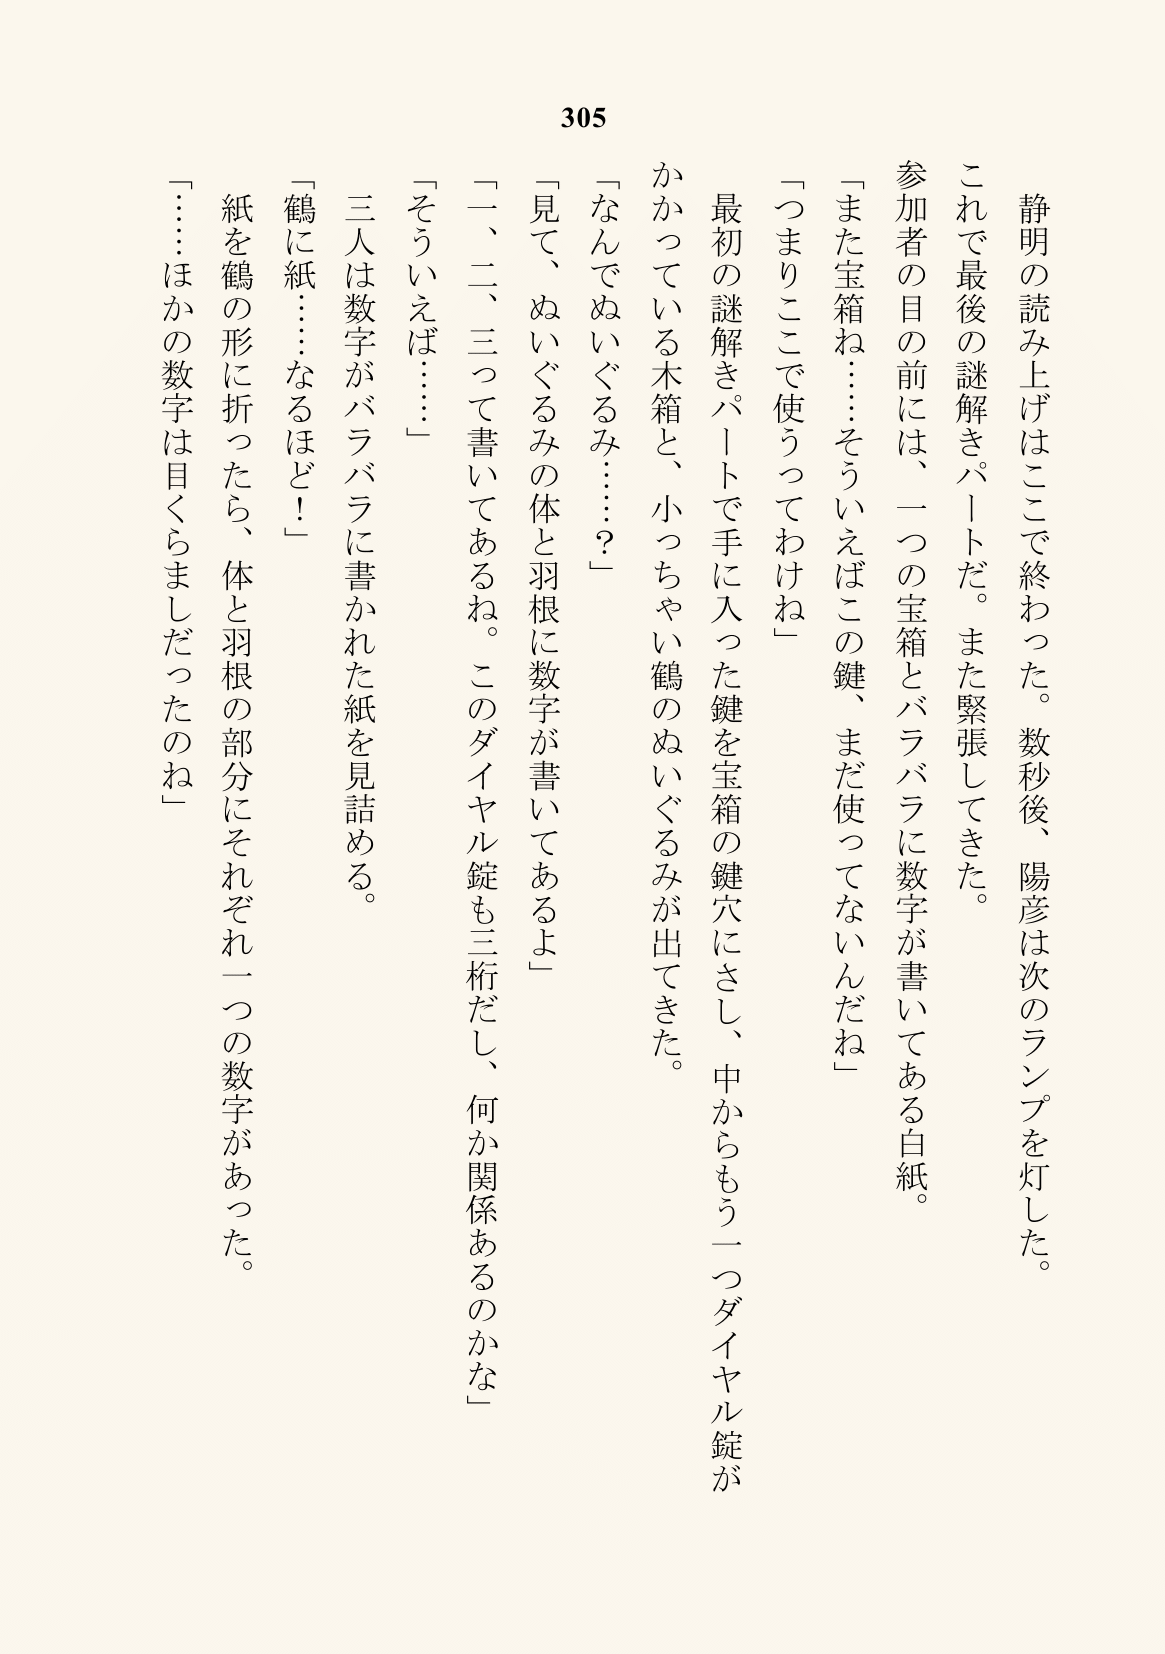 305
　静明の読み上げはここで終わった。数秒後、陽彦は次のランプを灯した。
これで最後の謎解きパートだ。また緊張してきた。
参加者の目の前には、一つの宝箱とバラバラに数字が書いてある白紙。
「また宝箱ね……そういえばこの鍵、まだ使ってないんだね」
「つまりここで使うってわけね」
　最初の謎解きパートで手に入った鍵を宝箱の鍵穴にさし、中からもう一つダイヤル錠が
かかっている木箱と、小っちゃい鶴のぬいぐるみが出てきた。
「なんでぬいぐるみ……？」
「見て、ぬいぐるみの体と羽根に数字が書いてあるよ」
「一、二、三って書いてあるね。このダイヤル錠も三桁だし、何か関係あるのかな」
「そういえば……」
　三人は数字がバラバラに書かれた紙を見詰める。
「鶴に紙……なるほど！」
　紙を鶴の形に折ったら、体と羽根の部分にそれぞれ一つの数字があった。
「……ほかの数字は目くらましだったのね」